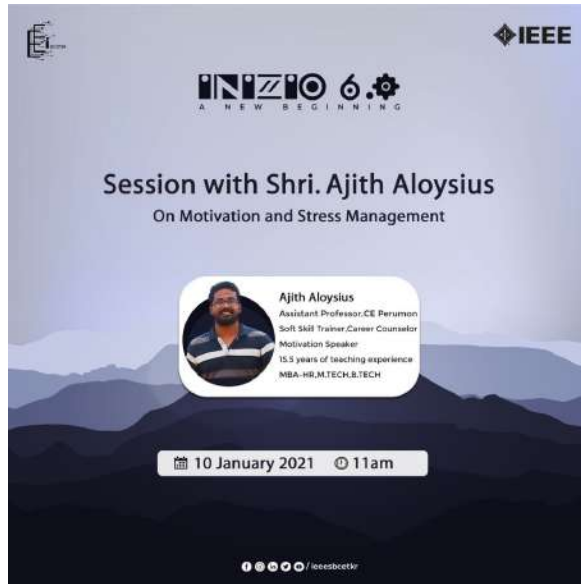 IEEE
INIZIO 6.0
A NEW BEGINNING
Session with Shri. Ajith Aloysius
On Motivation and Stress Management
Ajith Aloysius
Assistant Professor.CE Perumon
Soft Skill Trainer,Career Counselor
Motivation Speaker
15.5 years of teaching experience
MBA-HR,M.TECH,B.TECH
10 January 2021 11am
/ieeesbcetkr